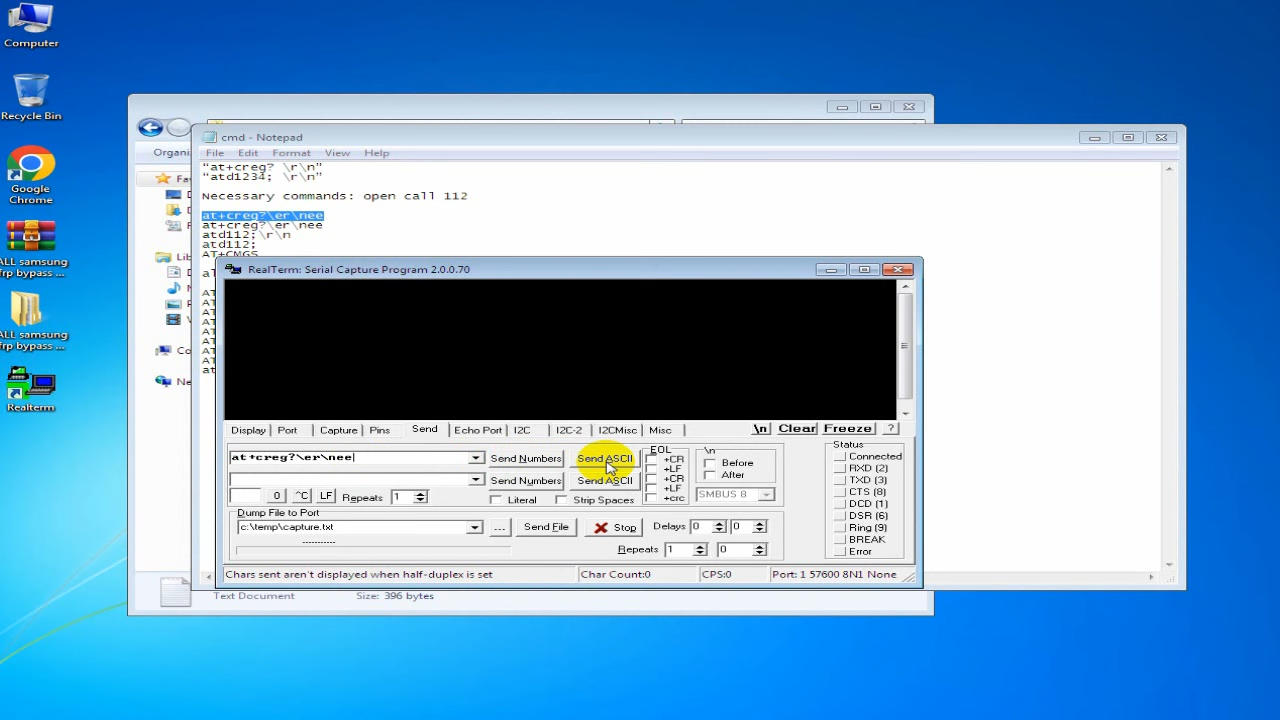 Computer
Recycle Bin
Google
Chrome
ALL samsung
frp bypass ...
ALL samsung
frp bypass ...
Realterm
Organi
Fav
Lib
Co
Ne
cmd - Notepad
File Edit Format View Help
"at+creg? \r\n"
"atd1234; \r\n"
Necessary commands: open call 112
at+creg?\er\nee
at+creg?\er\nee
atd112;\r\n
atd112;
AT+CMGS
RealTerm: Serial Capture Program 2.0.0.70
Display Port Capture Pins Send Echo Port I2C I2C-2 I2CMisc Misc \n Clear Freeze ?
at+creg?\er\nee Send Numbers Send ASCII
Send Numbers Send ASCII
0 ^C LF Repeats 1 Literal Strip Spaces
EOL
+CR
+LF
+CR
+LF
+crc
\n
Before
After
SMBUS 8
Dump File to Port
c:\temp\capture.txt ... Send File Stop Delays 0 0
Repeats 1 0
Status
Connected
RXD (2)
TXD (3)
CTS (8)
DCD (1)
DSR (6)
Ring (9)
BREAK
Error
Chars sent aren't displayed when half-duplex is set Char Count:0 CPS:0 Port: 1 57600 8N1 None
Text Document Size: 396 bytes